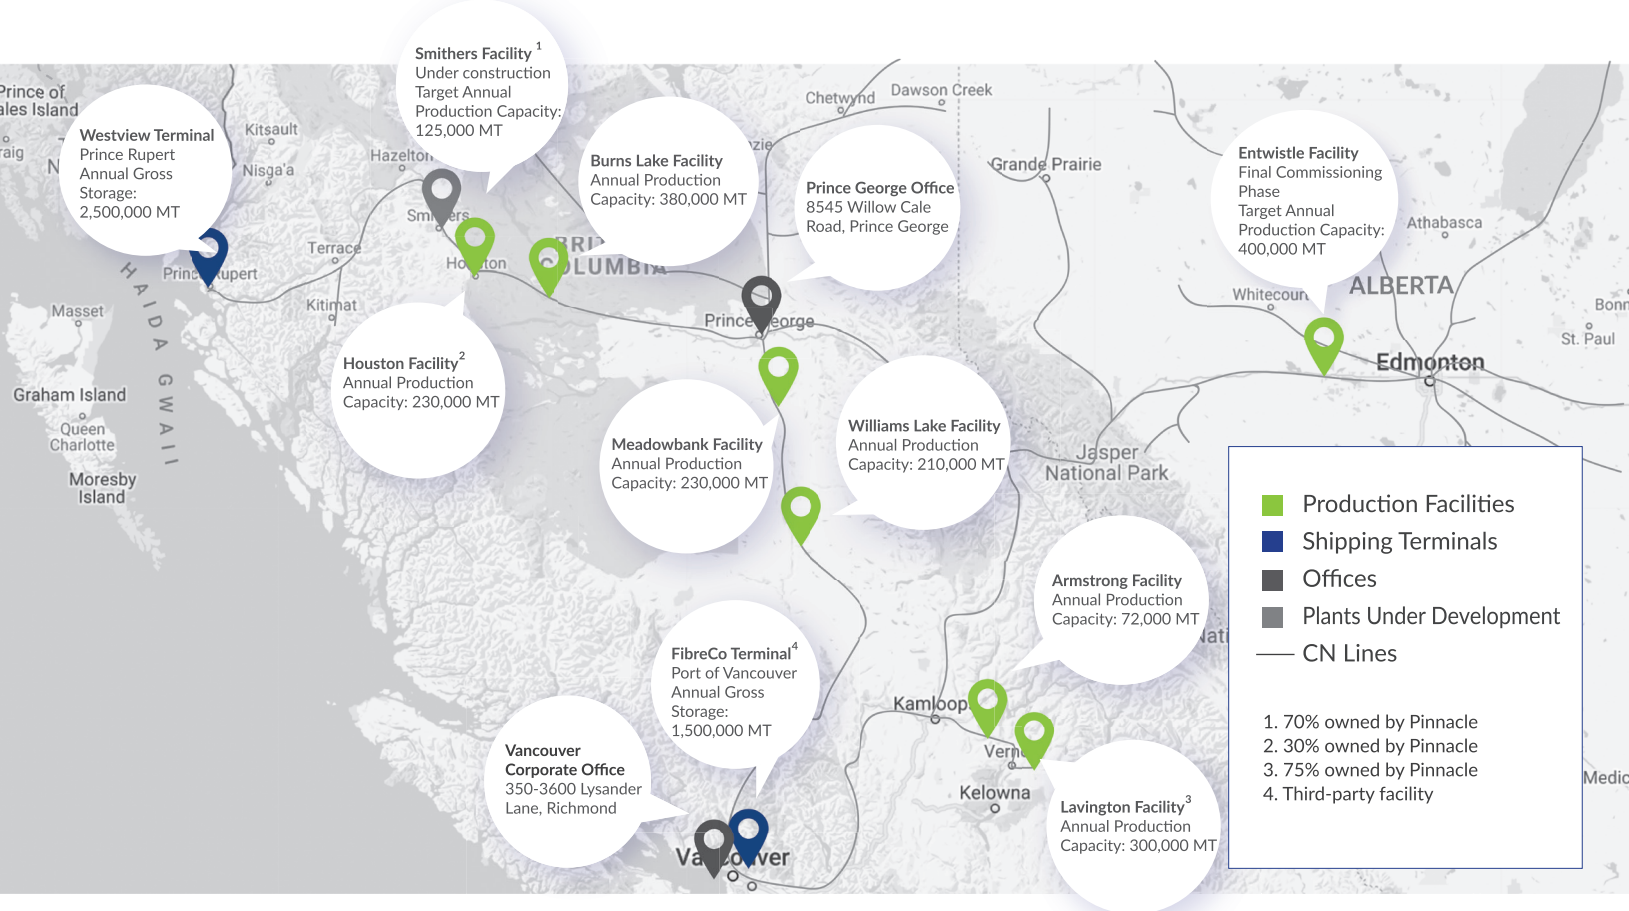 Smithers Facility 1
Under construction
Target Annual
Production Capacity:
125,000 MT
Westview Terminal
Prince Rupert
Annual Gross
Storage:
2,500,000 MT
Burns Lake Facility
Annual Production
Capacity: 380,000 MT
Prince George Office
8545 Willow Cale
Road, Prince George
Entwistle Facility
Final Commissioning
Phase
Target Annual
Production Capacity:
400,000 MT
Houston Facility2
Annual Production
Capacity: 230,000 MT
Meadowbank Facility
Annual Production
Capacity: 230,000 MT
Williams Lake Facility
Annual Production
Capacity: 210,000 MT
Armstrong Facility
Annual Production
Capacity: 72,000 MT
FibreCo Terminal4
Port of Vancouver
Annual Gross
Storage:
1,500,000 MT
Vancouver
Corporate Office
350-3600 Lysander
Lane, Richmond
Lavington Facility3
Annual Production
Capacity: 300,000 MT
Production Facilities
Shipping Terminals
Offices
Plants Under Development
CN Lines
1. 70% owned by Pinnacle
2. 30% owned by Pinnacle
3. 75% owned by Pinnacle
4. Third-party facility
Prince of
ales Island
Kitsault
Nisga'a
Hazelton
Chetwynd
Dawson Creek
Grande Prairie
Athabasca
Terrace
Kitimat
Masset
HAIDA GWAII
Graham Island
Queen
Charlotte
Moresby
Island
COLUMBIA
Whitecourt
ALBERTA
St. Paul
Edmonton
Jasper
National Park
Kelowna